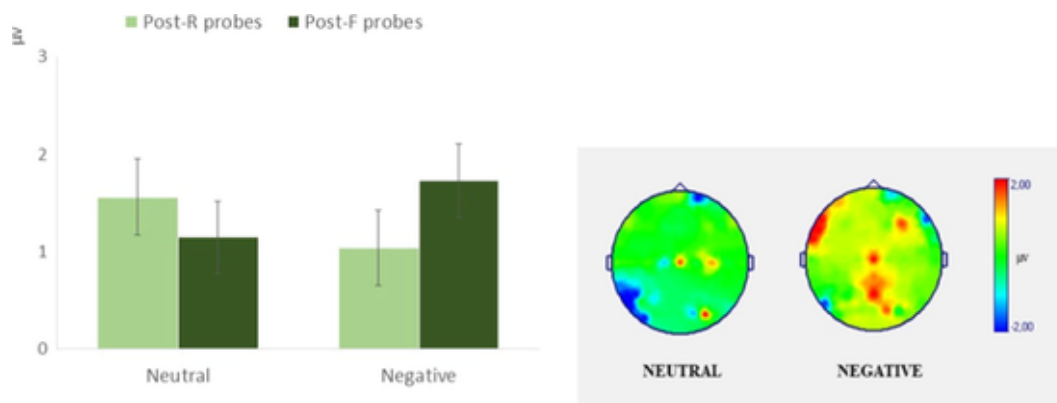 Post-R probes Post-F probes
μv
3
2
1
0
Neutral Negative
2.00
μV
-2.00
NEUTRAL NEGATIVE